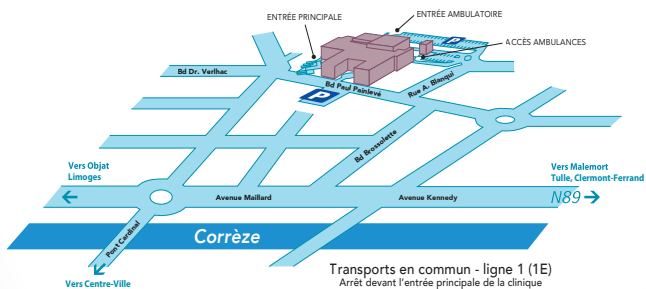 ENTRÉE PRINCIPALE
ENTRÉE AMBULATOIRE
P
ACCÈS AMBULANCES
Bd Dr. Verlhac
Bd Paul Painlevé
Rue A. Blanqui
P
Bd Brossolette
Vers Objat
Limoges
Vers Malemort
Tulle, Clermont-Ferrand
N89
Avenue Maillard
Avenue Kennedy
Pont Cardinal
Corrèze
Vers Centre-Ville
Transports en commun - ligne 1 (1E)
Arrêt devant l'entrée principale de la clinique